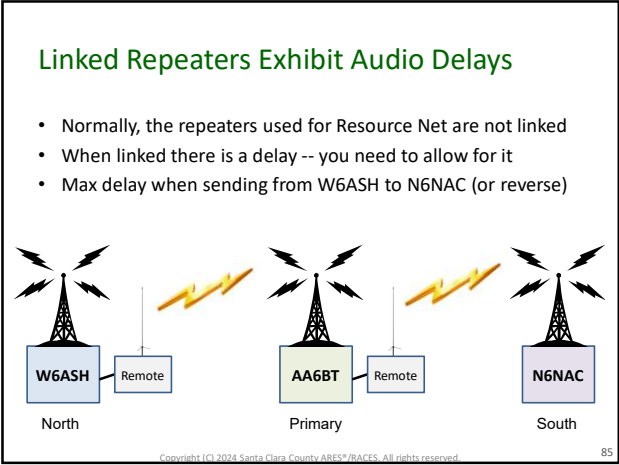 Linked Repeaters Exhibit Audio Delays
• Normally, the repeaters used for Resource Net are not linked
• When linked there is a delay -- you need to allow for it
• Max delay when sending from W6ASH to N6NAC (or reverse)
W6ASH Remote AA6BT Remote N6NAC
North Primary South
Copyright (C) 2024 Santa Clara County ARES®/RACES. All rights reserved.
85